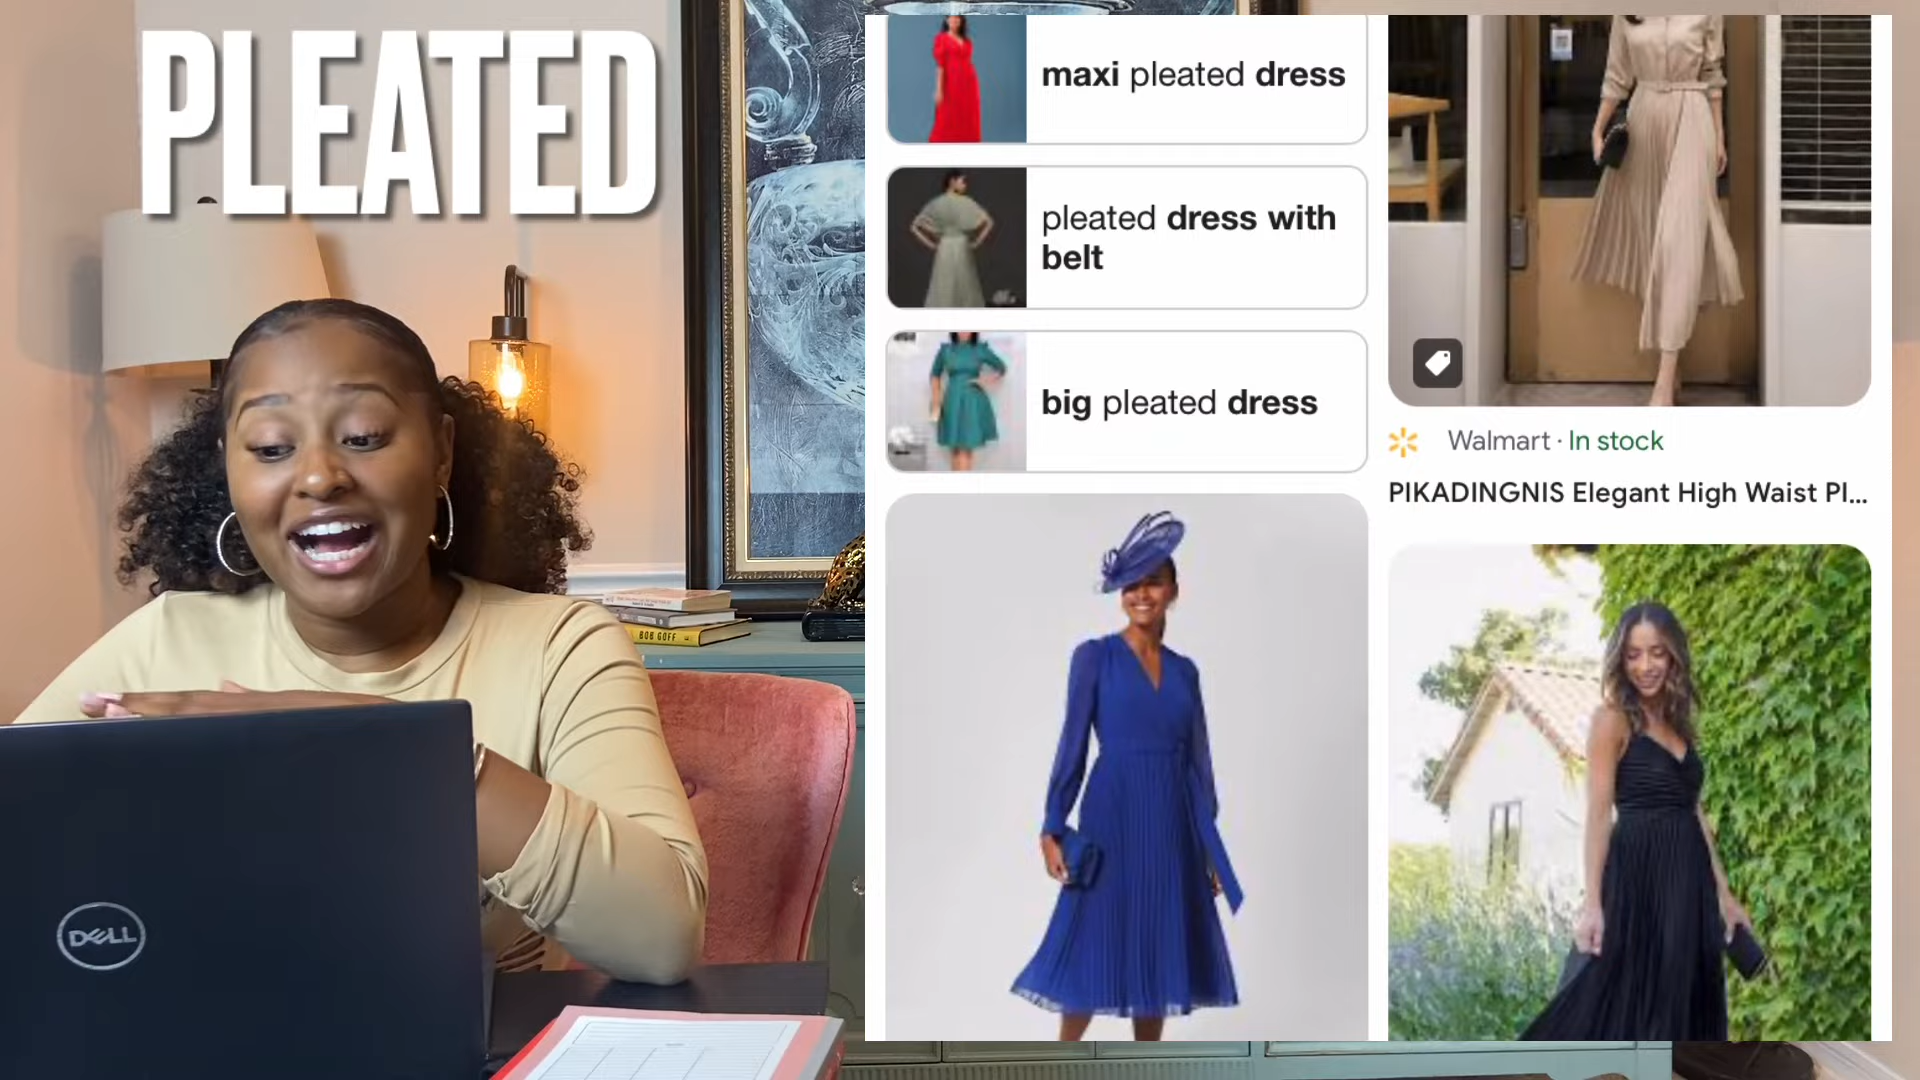 PLEATED
maxi pleated dress
pleated dress with
belt
big pleated dress
Walmart · In stock
PIKADINGNIS Elegant High Waist Pl...
BOB GOFF
DELL